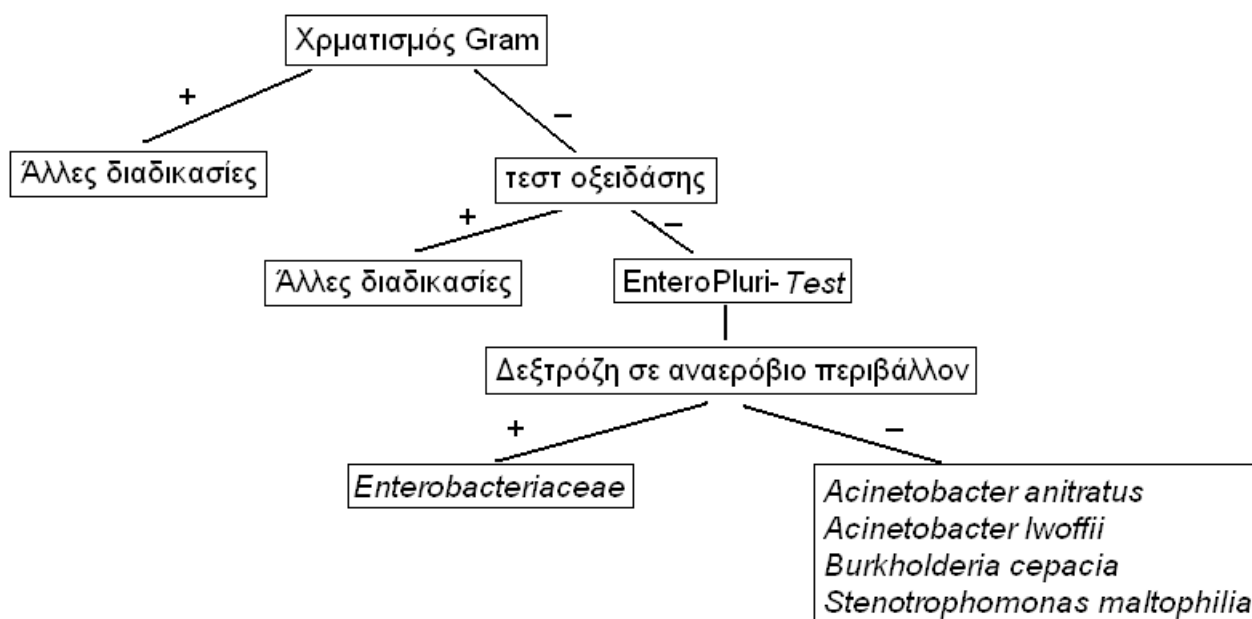 Χρματισμός Gram
+
–
Άλλες διαδικασίες
τεστ οξειδάσης
+
–
Άλλες διαδικασίες
EnteroPluri- Test
Δεξτρόζη σε αναερόβιο περιβάλλον
+
–
Enterobacteriaceae
Acinetobacter anitratus
Acinetobacter lwoffii
Burkholderia cepacia
Stenotrophomonas maltophilia